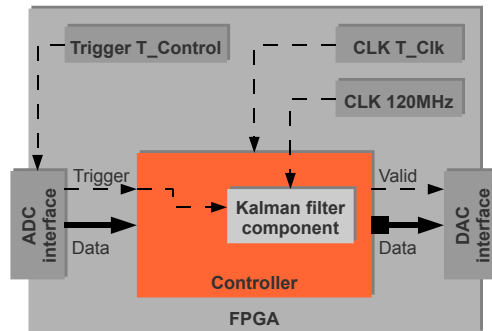 Trigger T_Control
CLK T_Clk
CLK 120MHz
ADC
interface
Trigger
Data
Kalman filter
component
Controller
Valid
Data
DAC
interface
FPGA